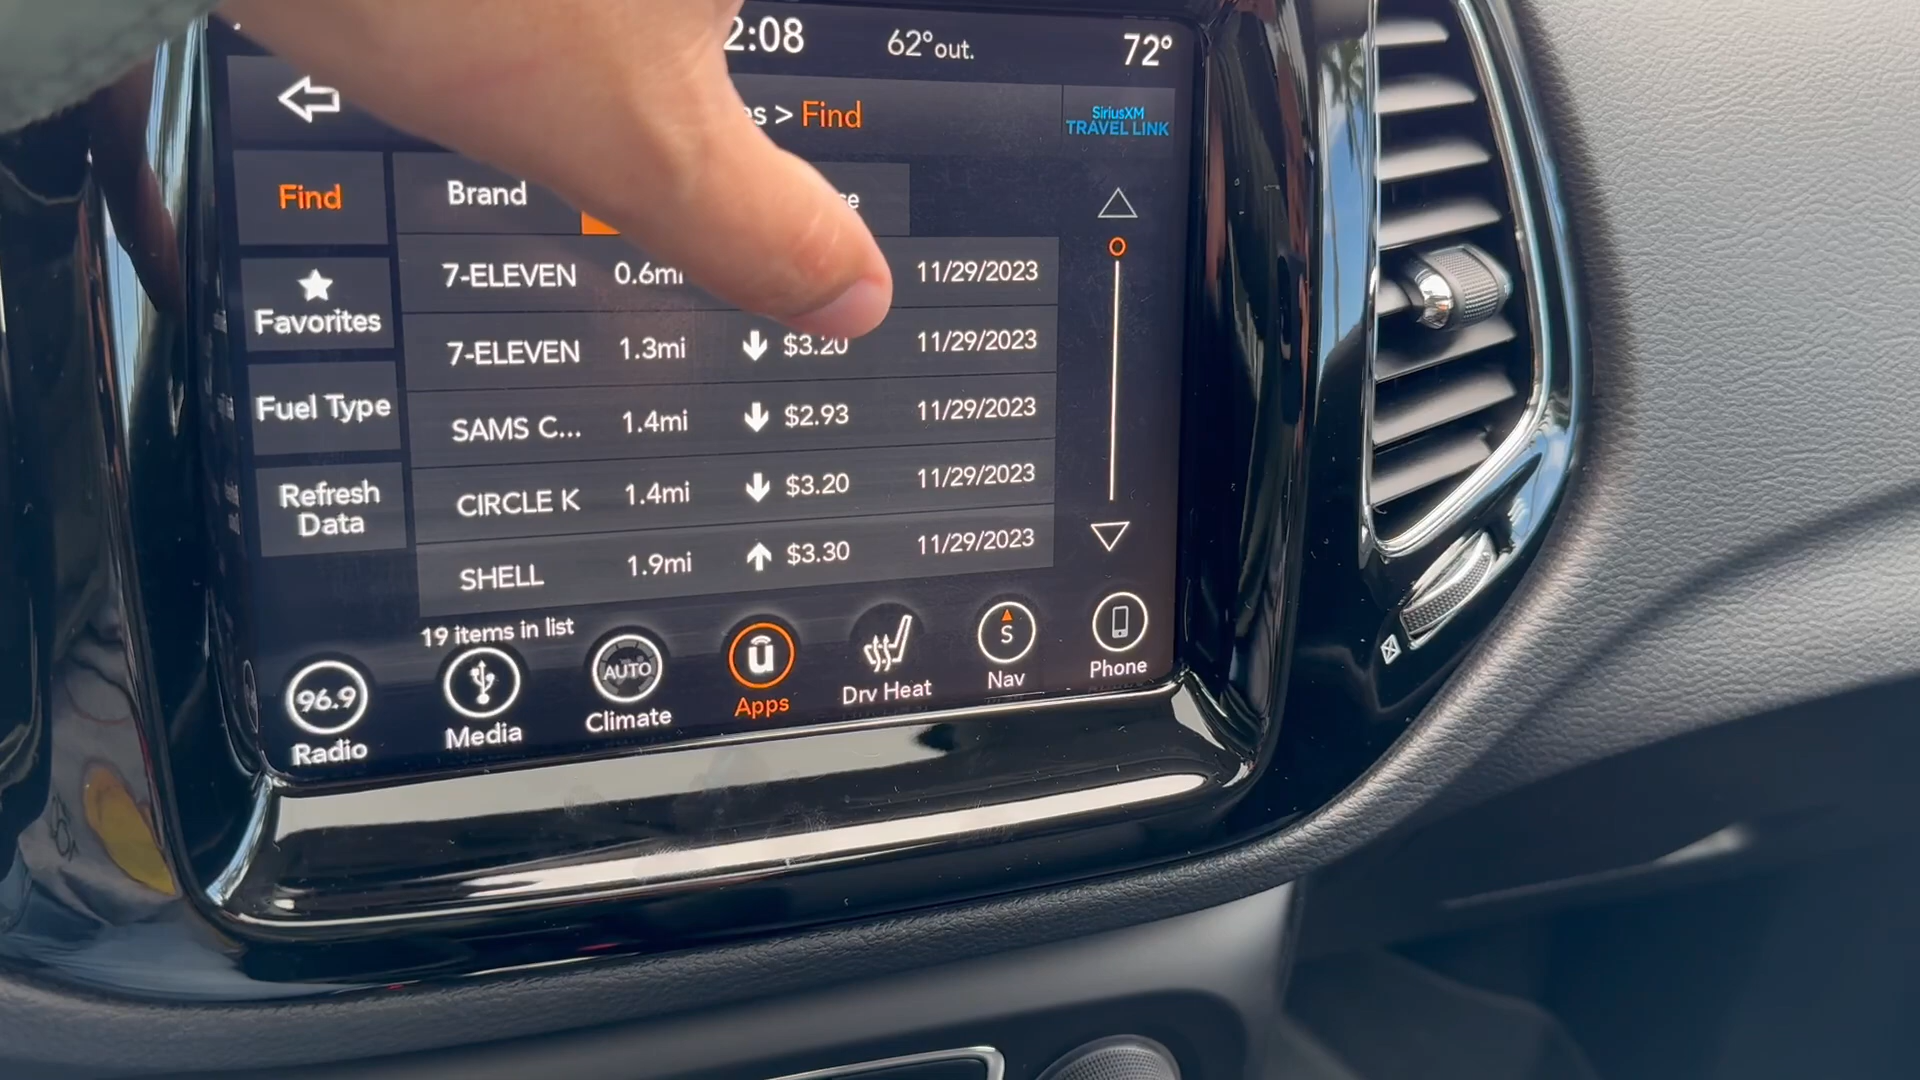 2:08 62° out. 72°
es > Find
SiriusXM
TRAVEL LINK
Find
Brand
ce
7-ELEVEN 0.6mi 11/29/2023
Favorites
7-ELEVEN 1.3mi $3.20 11/29/2023
Fuel Type
SAMS C... 1.4mi $2.93 11/29/2023
Refresh
Data
CIRCLE K 1.4mi $3.20 11/29/2023
SHELL 1.9mi $3.30 11/29/2023
19 items in list
96.9
Radio
Media
AUTO
Climate
ū
Apps
Drv Heat
S
Nav
Phone